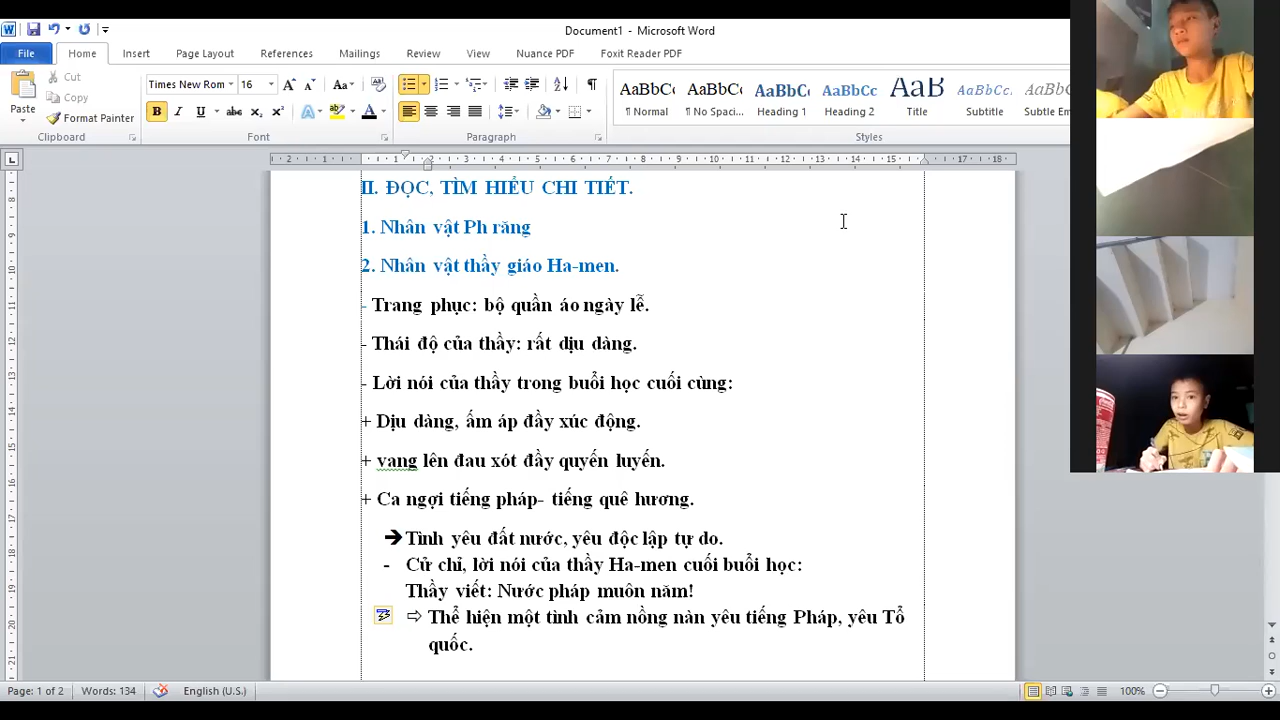 Document1 - Microsoft Word
File Home Insert Page Layout References Mailings Review View Nuance PDF Foxit Reader PDF
Paste
Cut
Copy
Format Painter
Times New Rom 16
AaBbCc AaBbCc AaBbCc AaBbCc AaB AaBbCc. AaBbCc
¶ Normal ¶ No Spaci... Heading 1 Heading 2 Title Subtitle Subtle Em
Clipboard Font Paragraph Styles
II. ĐỌC, TÌM HIỂU CHI TIẾT.
1. Nhân vật Ph răng
2. Nhân vật thầy giáo Ha-men.
- Trang phục: bộ quần áo ngày lễ.
- Thái độ của thầy: rất dịu dàng.
- Lời nói của thầy trong buổi học cuối cùng:
+ Dịu dàng, ấm áp đầy xúc động.
+ vang lên đau xót đầy quyến luyến.
+ Ca ngợi tiếng pháp- tiếng quê hương.
➔ Tình yêu đất nước, yêu độc lập tự do.
- Cử chỉ, lời nói của thầy Ha-men cuối buổi học:
Thầy viết: Nước pháp muôn năm!
⇨ Thể hiện một tình cảm nồng nàn yêu tiếng Pháp, yêu Tổ
quốc.
Page: 1 of 2 Words: 134 English (U.S.) 100%